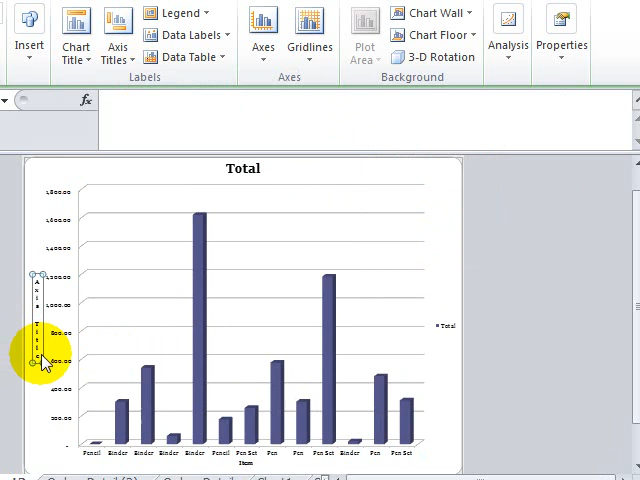 Insert
Chart Title
Axis Titles
Legend
Data Labels
Data Table
Labels
Axes
Gridlines
Axes
Plot Area
Chart Wall
Chart Floor
3-D Rotation
Background
Analysis
Properties
fx
Total
1,800.00
1,600.00
1,400.00
1,200.00
1,000.00
800.00
600.00
400.00
200.00
-
Axis Title
Total
Pencil Binder Binder Binder Binder Pencil Pen Set Pen Pen Pen Set Binder Pen Pen Set
Item